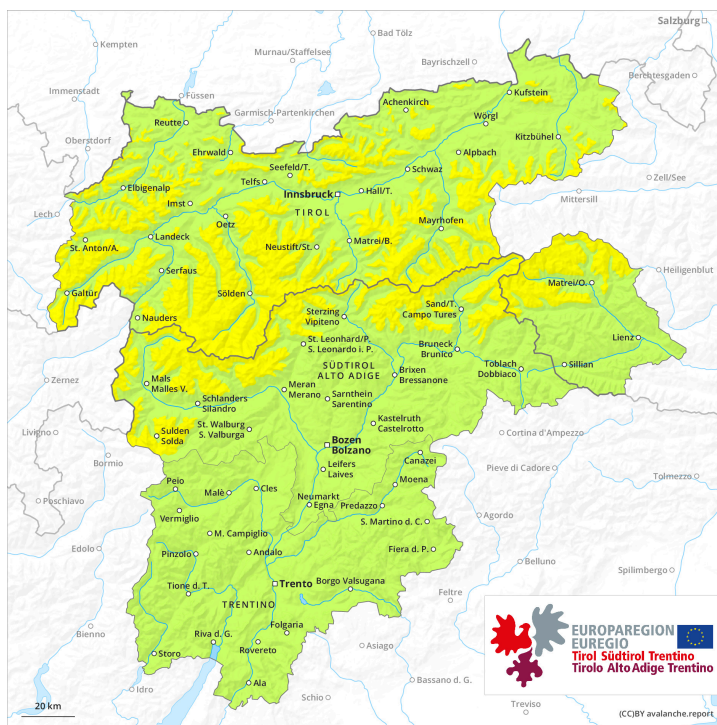 Salzburg
Kempten
Bad Tölz
Murnau/Staffelsee
Bayrischzell
Berchtesgaden
Immenstadt
Füssen
Garmisch-Partenkirchen
Achenkirch
Kufstein
Reutte
Wörgl
Oberstdorf
Kitzbühel
Ehrwald
Alpbach
Seefeld/T.
Schwaz
Telfs
Zell/See
Elbigenalp
Innsbruck
Hall/T.
Mittersill
Imst
Lech
TIROL
Oetz
Mayrhofen
St. Anton/A.
Landeck
Neustift/St.
Matrei/B.
Serfaus
Heiligenblut
Galtür
Sölden
Matrei/O.
Sand/T.
Campo Tures
Nauders
Sterzing
Vipiteno
Lienz
St. Leonhard/P.
S. Leonardo i. P.
Bruneck
Brunico
Toblach
Dobbiaco
Sillian
SÜDTIROL
ALTO ADIGE
Brixen
Bressanone
Zernez
Mals
Malles V.
Meran
Merano
Schlanders
Silandro
Sarnthein
Sarentino
St. Walburg
S. Valburga
Kastelruth
Castelrotto
Livigno
Sulden
Solda
Cortina d'Ampezzo
Bozen
Bolzano
Bormio
Canazei
Pieve di Cadore
Leifers
Laives
Tolmezzo
Peio
Malè
Cles
Moena
Poschiavo
Neumarkt
Egna
Predazzo
Vermiglio
Agordo
S. Martino d. C.
M. Campiglio
Edolo
Pinzolo
Andalo
Fiera d. P.
Belluno
Spilimbergo
Tione d. T.
Trento
Borgo Valsugana
Feltre
TRENTINO
Folgaria
Bienno
Riva d. G.
Rovereto
Asiago
Storo
Idro
Ala
Schio
Bassano d. G.
Treviso
EUROPAREGION
EUREGIO
Tirol Südtirol Trentino
Tirolo Alto Adige Trentino
20 km
(CC)BY avalanche.report